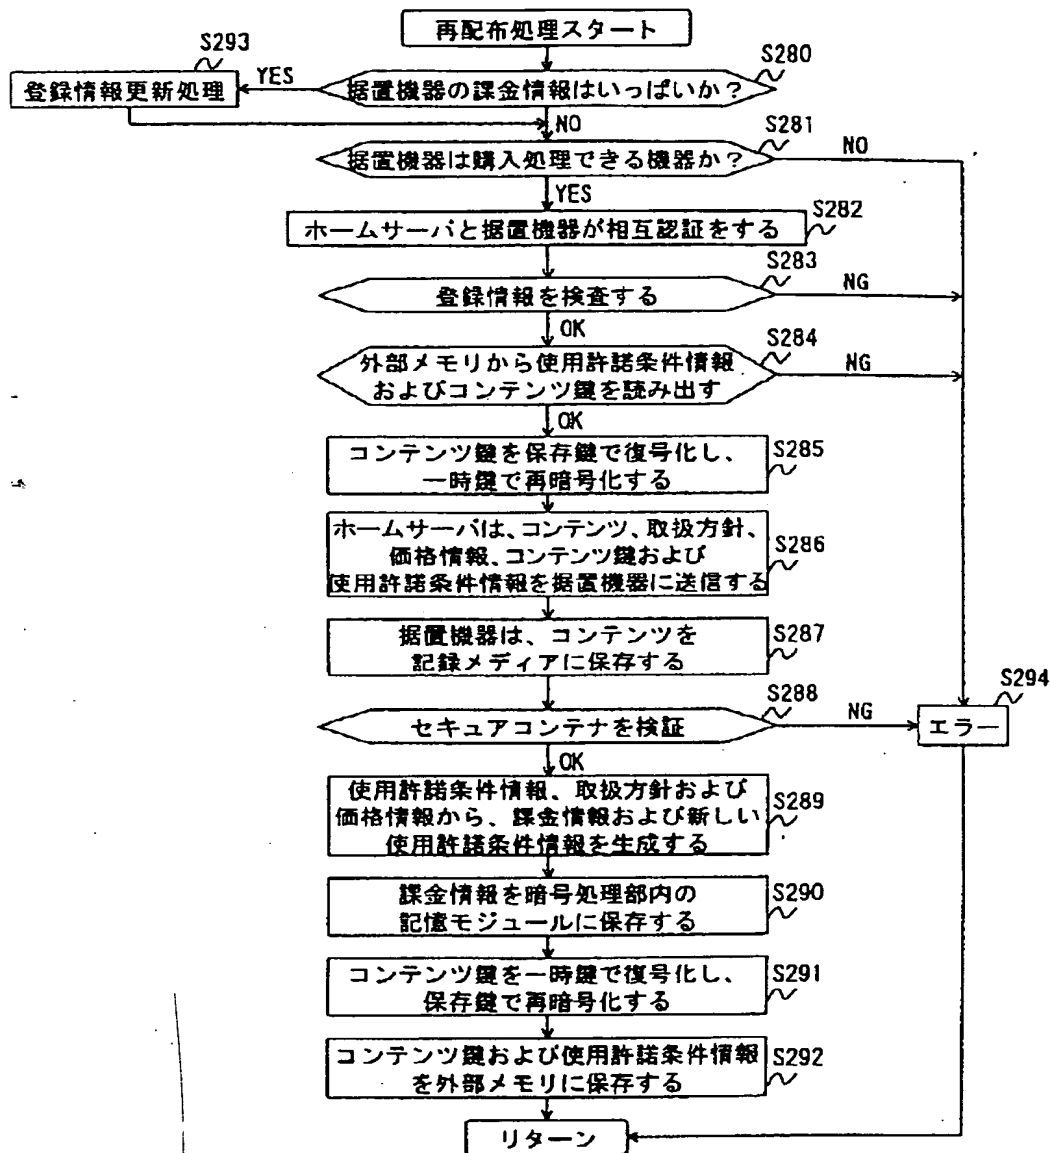 再配布処理スタート
S293
S280
登録情報更新処理
YES
据置機器の課金情報はいっぱいか？
NO
S281
据置機器は購入処理できる機器か？
NO
YES
S282
ホームサーバと据置機器が相互認証をする
S283
登録情報を検査する
NG
OK
S284
外部メモリから使用許諾条件情報
およびコンテンツ鍵を読み出す
NG
OK
コンテンツ鍵を保存鍵で復号化し、
一時鍵で再暗号化する
S285
ホームサーバは、コンテンツ、取扱方針、
価格情報、コンテンツ鍵および
使用許諾条件情報を据置機器に送信する
S286
据置機器は、コンテンツを
記録メディアに保存する
S287
S288
セキュアコンテナを検証
NG
S294
エラー
OK
使用許諾条件情報、取扱方針および
価格情報から、課金情報および新しい
使用許諾条件情報を生成する
S289
課金情報を暗号処理部内の
記憶モジュールに保存する
S290
コンテンツ鍵を一時鍵で復号化し、
保存鍵で再暗号化する
S291
コンテンツ鍵および使用許諾条件情報
を外部メモリに保存する
S292
リターン